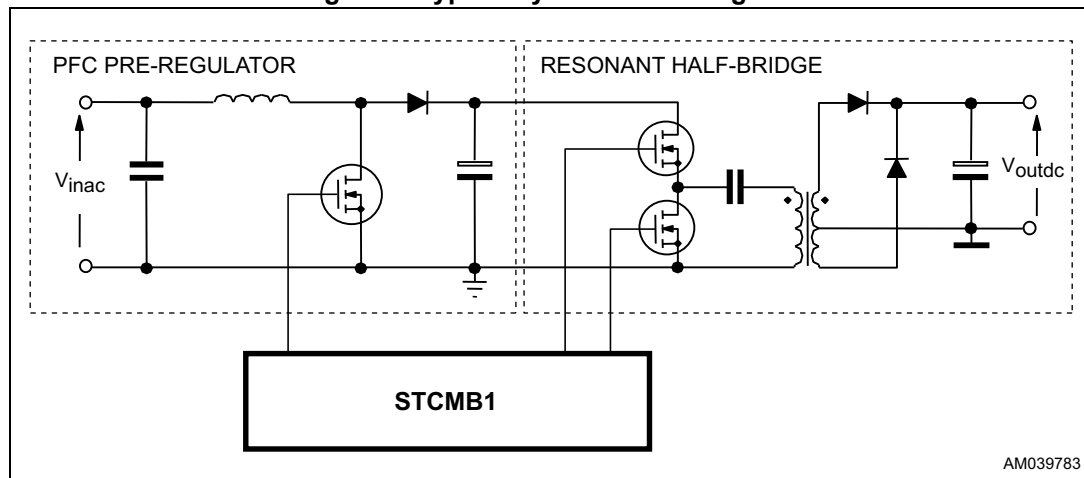 PFC PRE-REGULATOR
RESONANT HALF-BRIDGE
Vinac
Voutdc
STCMB1
AM039783